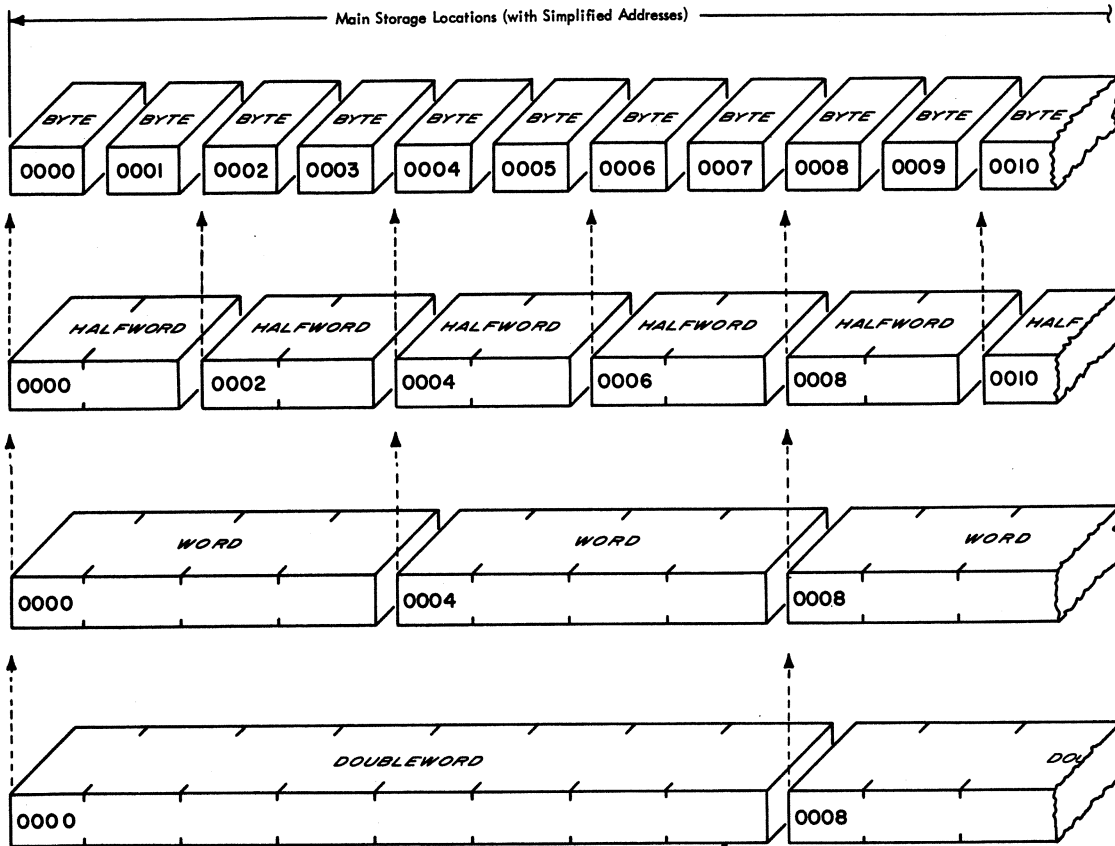 Main Storage Locations (with Simplified Addresses)
BYTE BYTE BYTE BYTE BYTE BYTE BYTE BYTE BYTE BYTE BYTE
0000 0001 0002 0003 0004 0005 0006 0007 0008 0009 0010
HALFWORD HALFWORD HALFWORD HALFWORD HALFWORD HALF
0000 0002 0004 0006 0008 0010
WORD WORD WORD
0000 0004 0008
DOUBLEWORD DOU
0000 0008